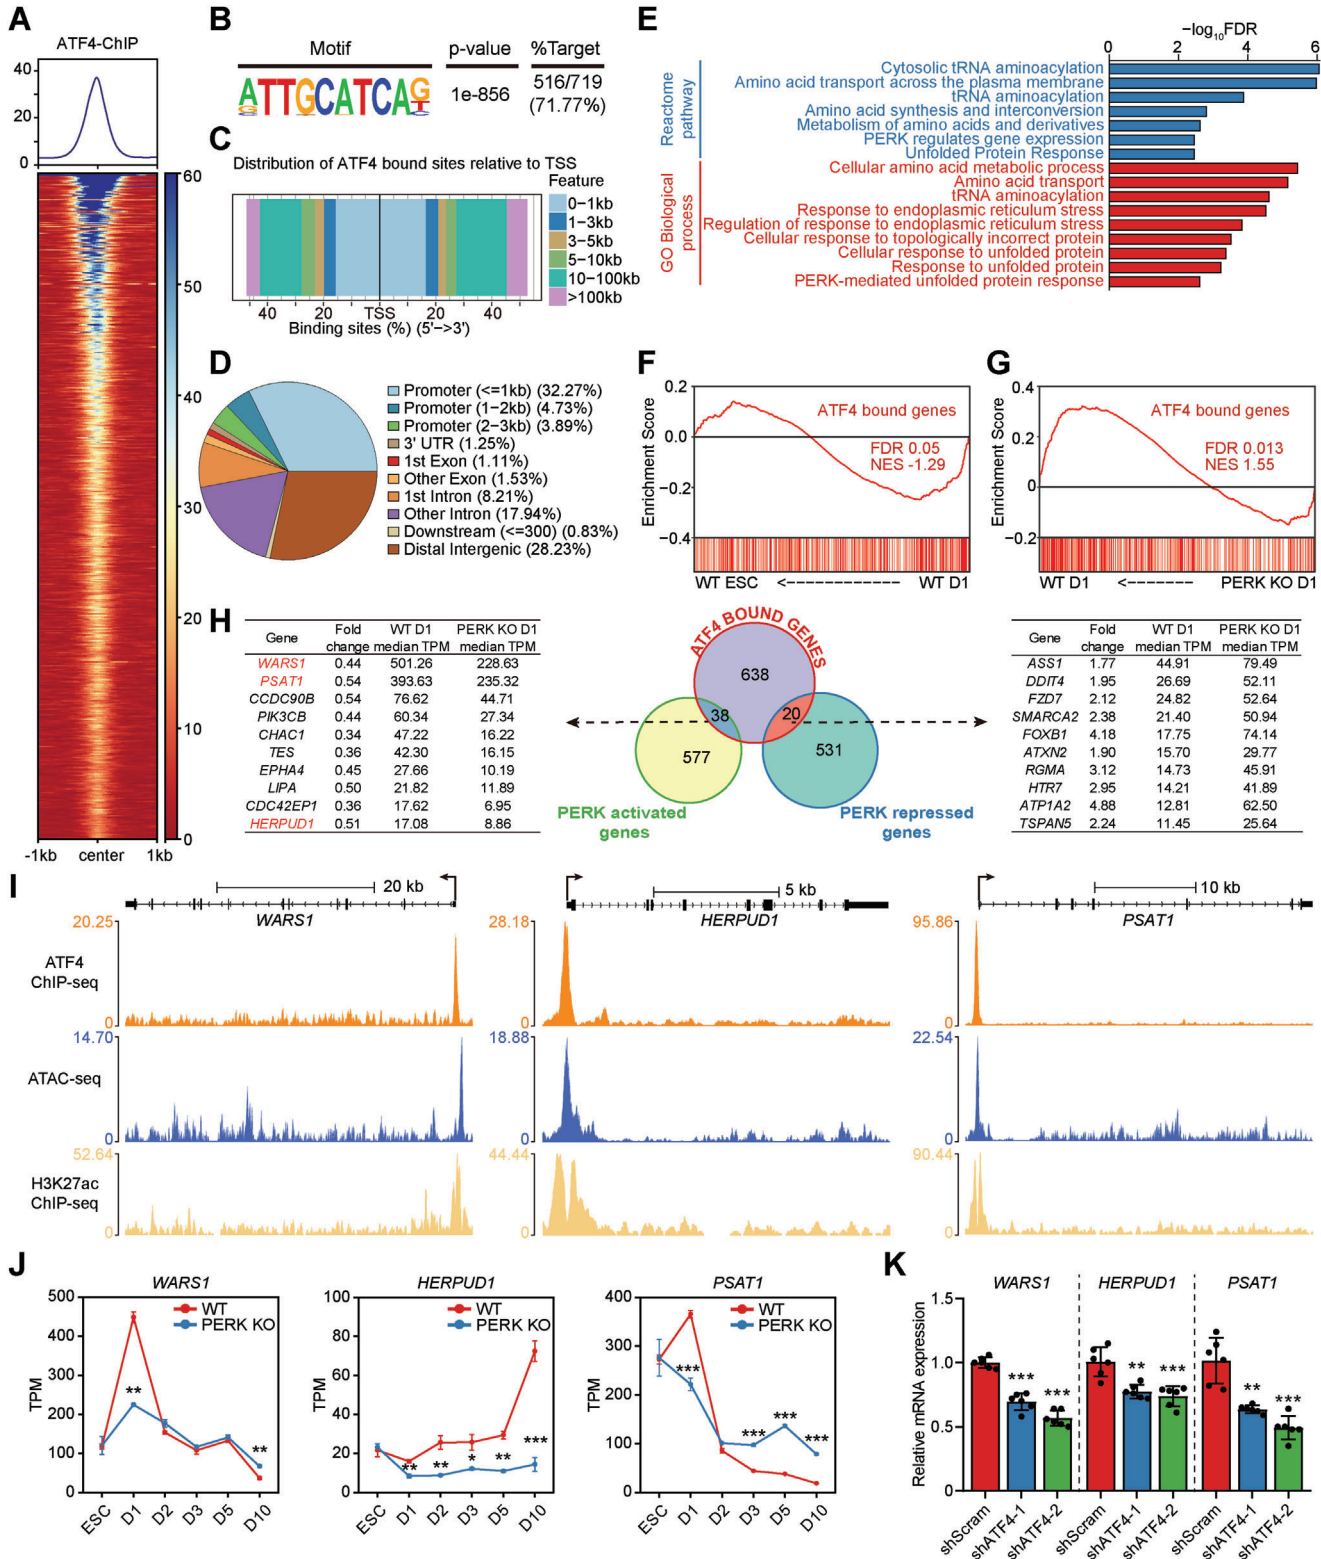 A
ATF4-ChIP
40
20
0
60
50
40
30
20
10
0
-1kb center 1kb
B
Motif p-value %Target
ATTGCATCAG 1e-856 516/719
(71.77%)
C
Distribution of ATF4 bound sites relative to TSS
Feature
0−1kb
1−3kb
3−5kb
5−10kb
10−100kb
>100kb
40 20 TSS 20 40
Binding sites (%) (5'−>3')
D
Promoter (<=1kb) (32.27%)
Promoter (1−2kb) (4.73%)
Promoter (2−3kb) (3.89%)
3' UTR (1.25%)
1st Exon (1.11%)
Other Exon (1.53%)
1st Intron (8.21%)
Other Intron (17.94%)
Downstream (<=300) (0.83%)
Distal Intergenic (28.23%)
E
−log10FDR
0 2 4 6
Reactome
pathway
Cytosolic tRNA aminoacylation
Amino acid transport across the plasma membrane
tRNA aminoacylation
Amino acid synthesis and interconversion
Metabolism of amino acids and derivatives
PERK regulates gene expression
Unfolded Protein Response
GO Biological
process
Cellular amino acid metabolic process
Amino acid transport
tRNA aminoacylation
Response to endoplasmic reticulum stress
Regulation of response to endoplasmic reticulum stress
Cellular response to topologically incorrect protein
Cellular response to unfolded protein
Response to unfolded protein
PERK-mediated unfolded protein response
F
Enrichment Score
0.2
0.0
−0.2
−0.4
ATF4 bound genes
FDR 0.05
NES -1.29
WT ESC <------------ WT D1
G
Enrichment Score
0.4
0.2
0
−0.2
ATF4 bound genes
FDR 0.013
NES 1.55
WT D1 <-------- PERK KO D1
H
Gene Fold change WT D1 median TPM PERK KO D1 median TPM
WARS1 0.44 501.26 228.63
PSAT1 0.54 393.63 235.32
CCDC90B 0.54 76.62 44.71
PIK3CB 0.44 60.34 27.34
CHAC1 0.34 47.22 16.22
TES 0.36 42.30 16.15
EPHA4 0.45 27.66 10.19
LIPA 0.50 21.82 11.89
CDC42EP1 0.36 17.62 6.95
HERPUD1 0.51 17.08 8.86
ATF4 BOUND GENES
638
38
20
577
531
PERK activated
genes
PERK repressed
genes
Gene Fold change WT D1 median TPM PERK KO D1 median TPM
ASS1 1.77 44.91 79.49
DDIT4 1.95 26.69 52.11
FZD7 2.12 24.82 52.64
SMARCA2 2.38 21.40 50.94
FOXB1 4.18 17.75 74.14
ATXN2 1.90 15.70 29.77
RGMA 3.12 14.73 45.91
HTR7 2.95 14.21 41.89
ATP1A2 4.88 12.81 62.50
TSPAN5 2.24 11.45 25.64
I
20 kb 5 kb 10 kb
WARS1 HERPUD1 PSAT1
ATF4
ChIP-seq
20.25 28.18 95.86
0 0 0
ATAC-seq
14.70 18.88 22.54
0 0 0
H3K27ac
ChIP-seq
52.64 44.44 90.44
0 0 0
J
WARS1
TPM
500
400
300
200
100
0
WT
PERK KO
**
**
ESC D1 D2 D3 D5 D10
HERPUD1
TPM
100
80
60
40
20
0
WT
PERK KO
** ** * ** ***
ESC D1 D2 D3 D5 D10
PSAT1
TPM
400
300
200
100
0
WT
PERK KO
*** *** *** ***
ESC D1 D2 D3 D5 D10
K
WARS1 HERPUD1 PSAT1
Relative mRNA expression
1.5
1.0
0.5
0
*** *** ** *** ** ***
shScram shATF4-1 shATF4-2 shScram shATF4-1 shATF4-2 shScram shATF4-1 shATF4-2